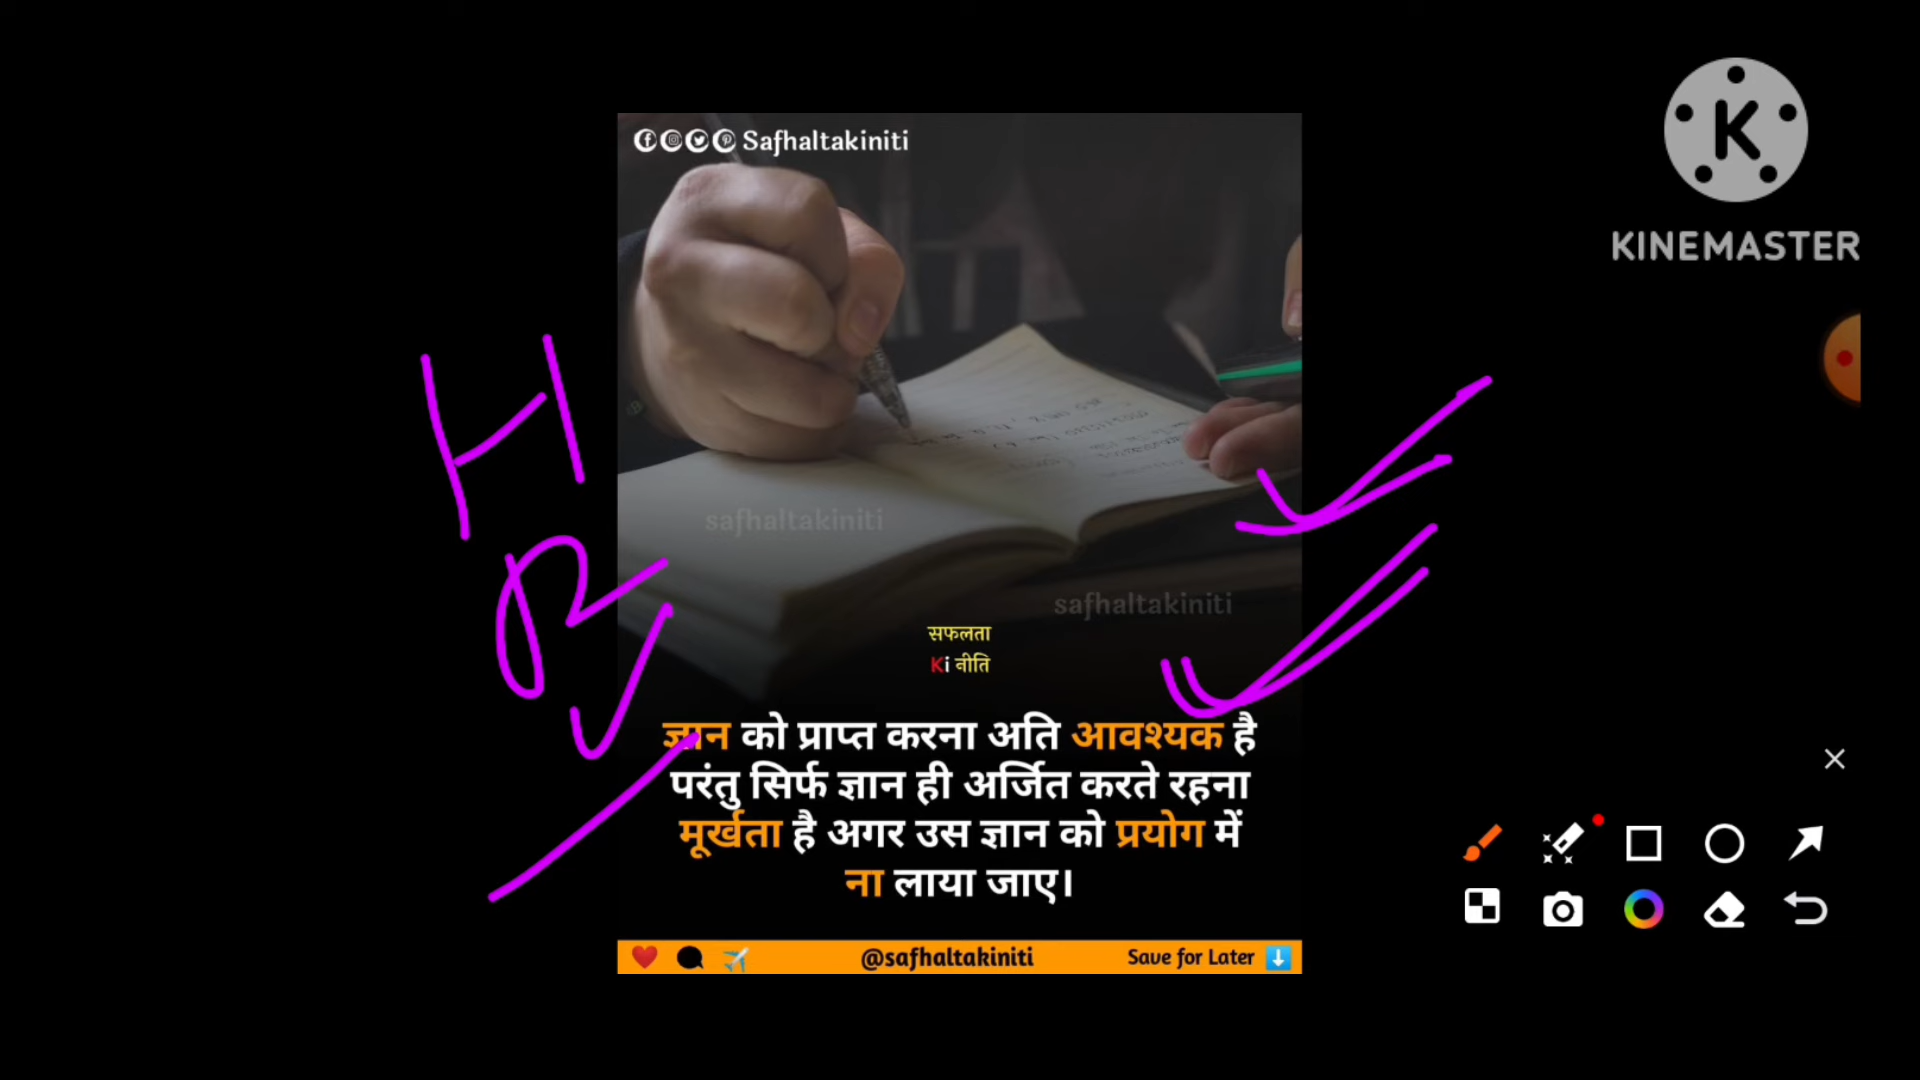 Safhaltakiniti
KINEMASTER
H
R
safhaltakiniti
safhaltakiniti
सफलता
Ki नीति
ज्ञान को प्राप्त करना अति आवश्यक है
परंतु सिर्फ ज्ञान ही अर्जित करते रहना
मूर्खता है अगर उस ज्ञान को प्रयोग में
ना लाया जाए।
@safhaltakiniti Save for Later